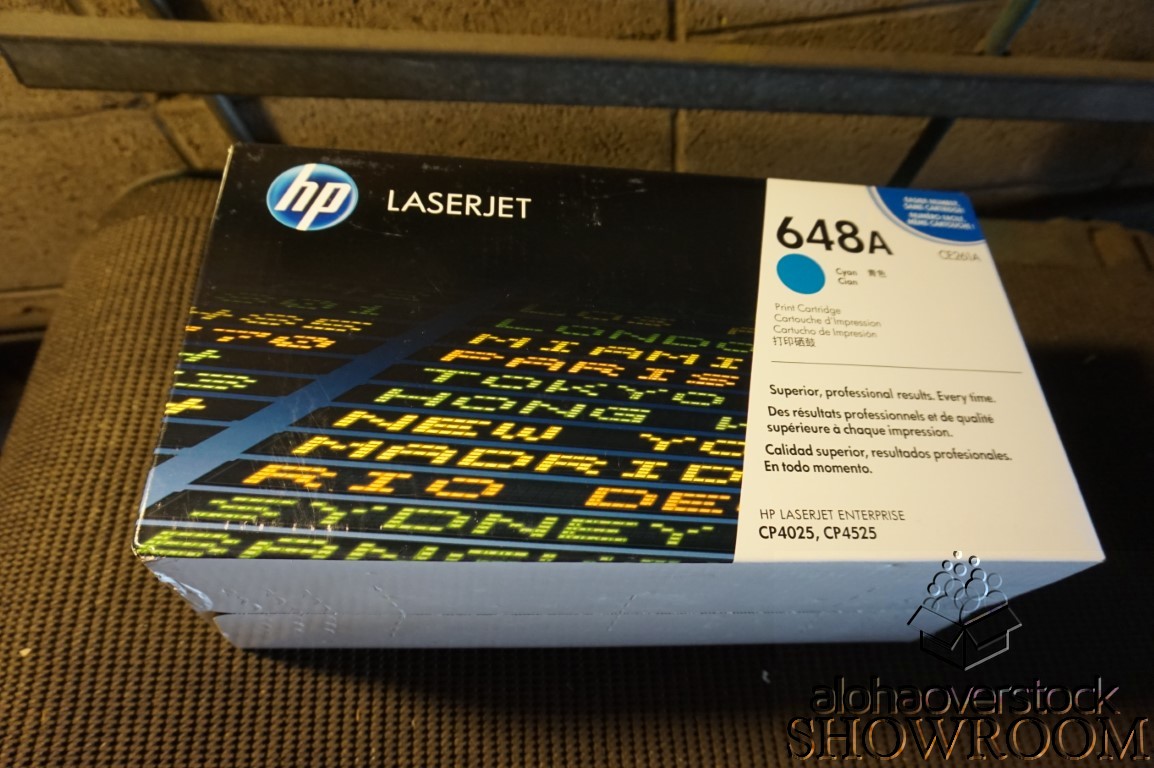 hp LASERJET
648A
CE261A
Cyan 青色
Cian
Print Cartridge
Cartouche d'Impression
Cartucho de Impresión
打印硒鼓
Superior, professional results. Every time.
Des résultats professionnels et de qualité
supérieure à chaque impression.
Calidad superior, resultados profesionales.
En todo momento.
HP LASERJET ENTERPRISE
CP4025, CP4525
LONDO
MIAMI
PARIS
TOKYO
HONG
NEW YO
MADRID
RIO DE
SYDNEY
alohaoverstock
SHOWROOM